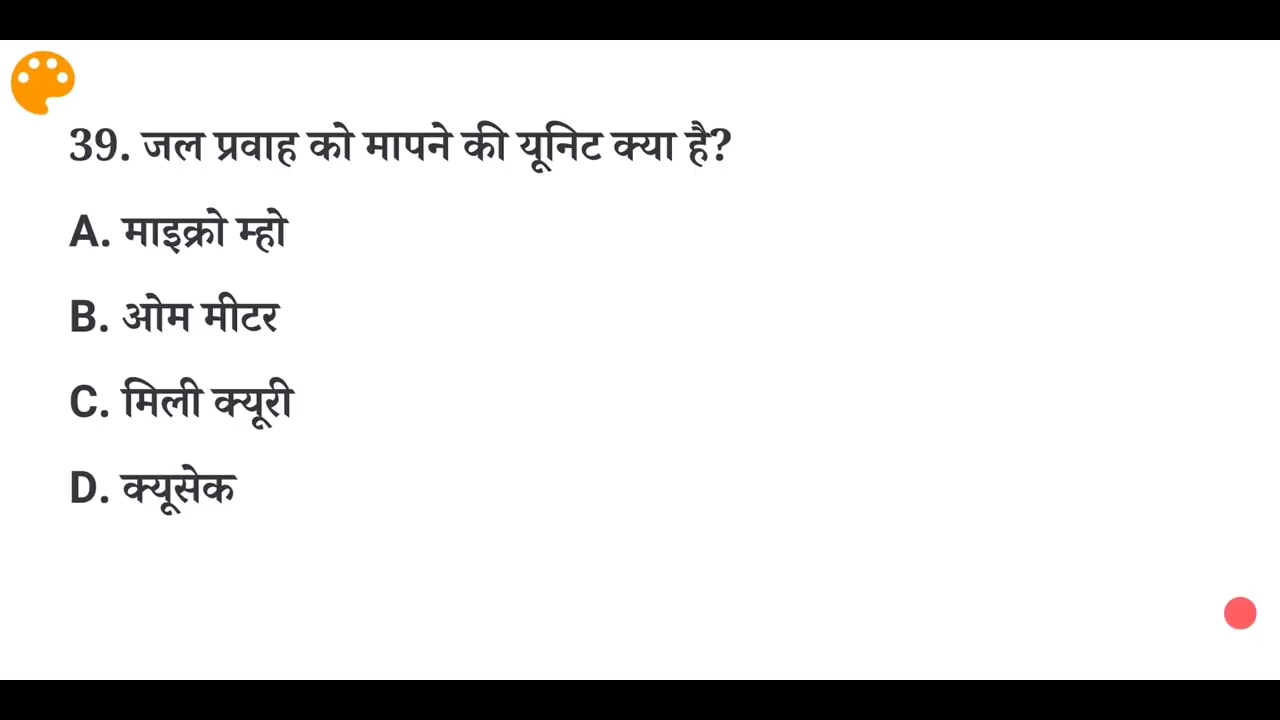 39. जल प्रवाह को मापने की यूनिट क्या है?
A. माइक्रो म्हो
B. ओम मीटर
C. मिली क्यूरी
D. क्यूसेक